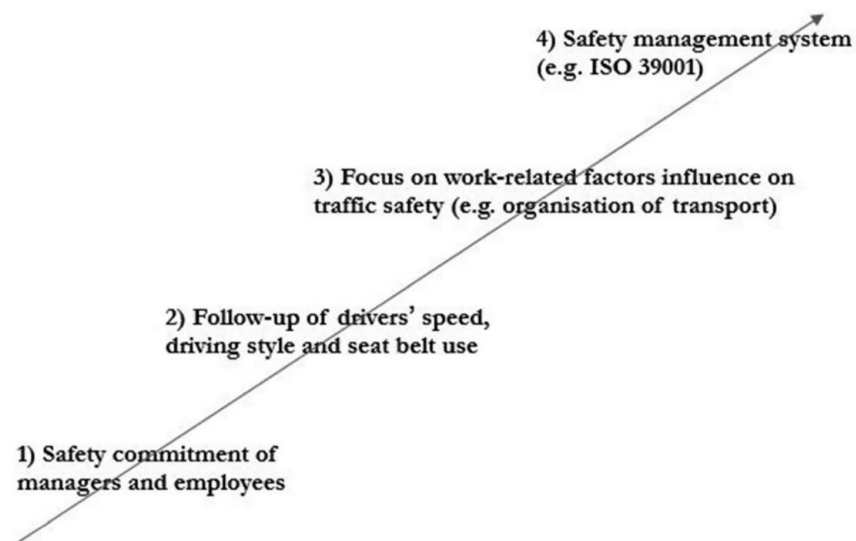 4) Safety management system
(e.g. ISO 39001)
3) Focus on work-related factors influence on
traffic safety (e.g. organisation of transport)
2) Follow-up of drivers’ speed,
driving style and seat belt use
1) Safety commitment of
managers and employees